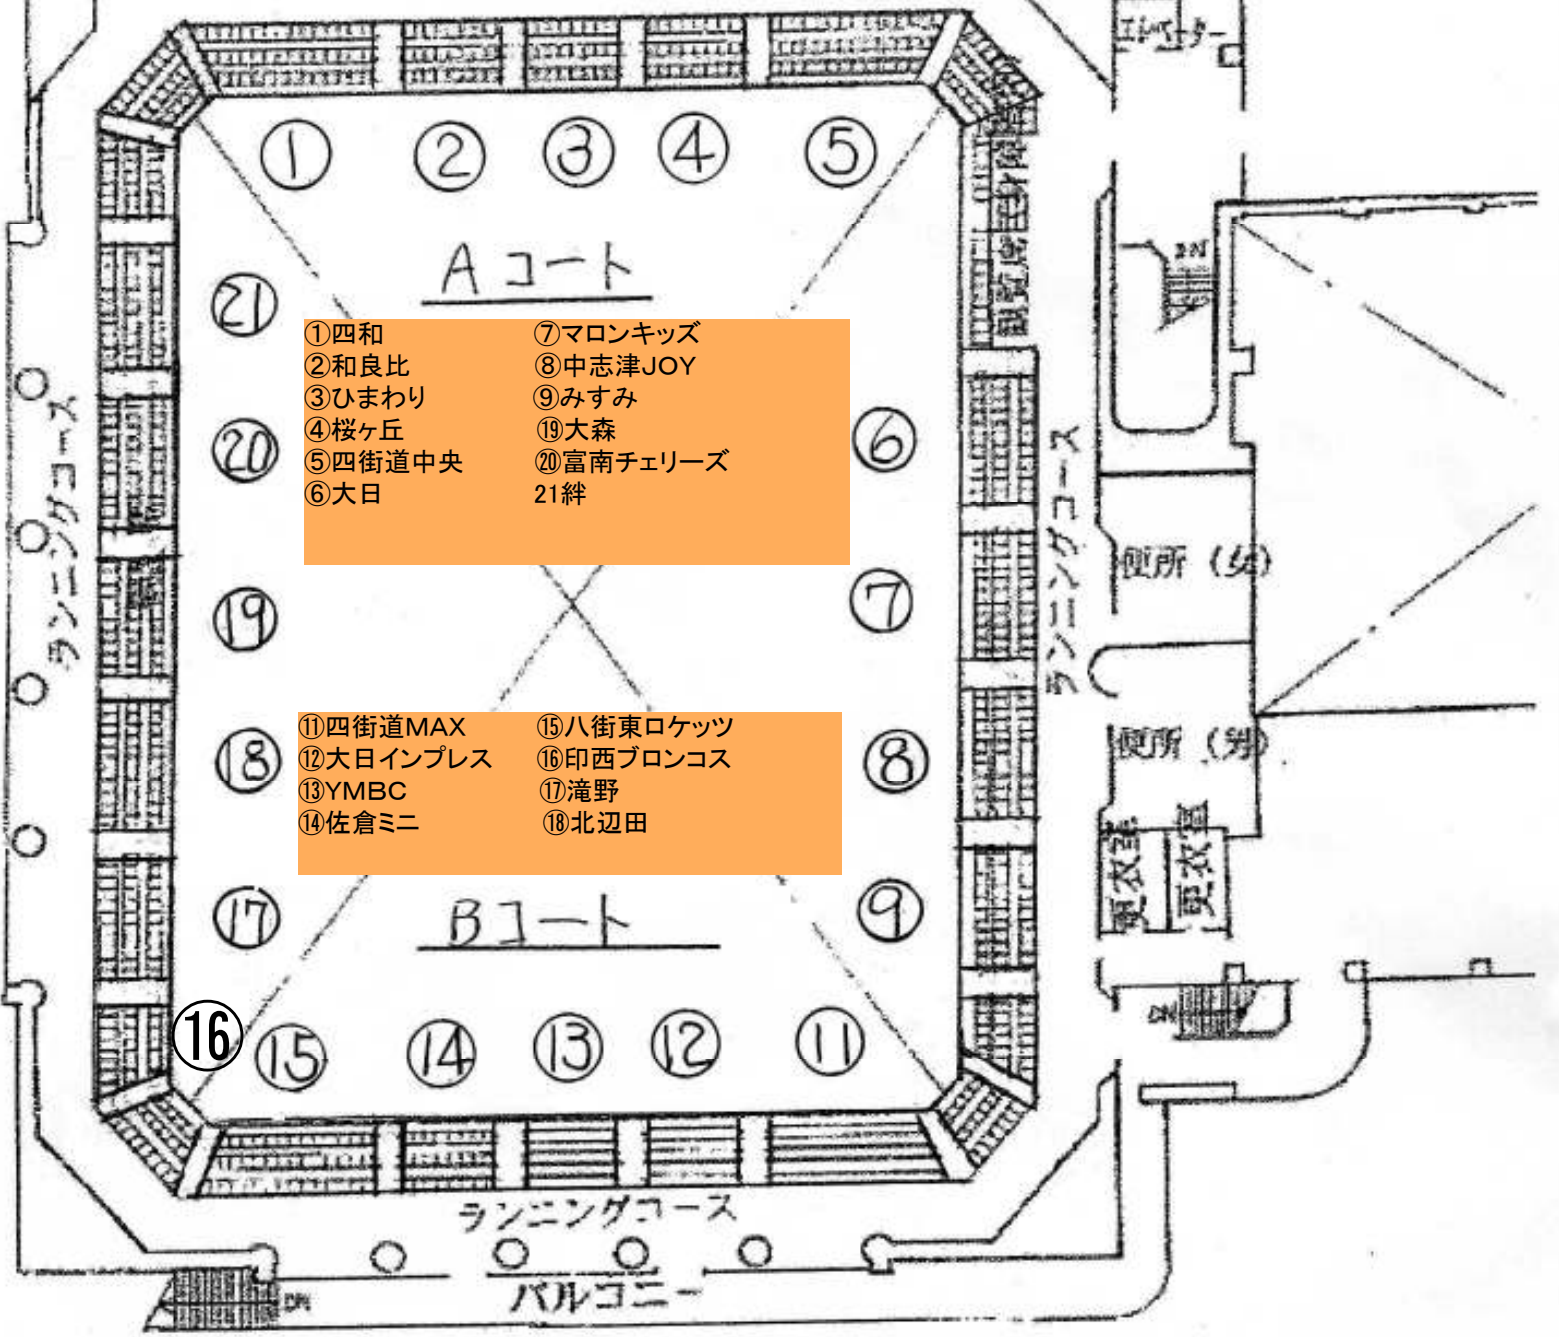 エレベーター
① ② ③ ④ ⑤
Aコート
21
観覧席
①四和 ⑦マロンキッズ
②和良比 ⑧中志津JOY
③ひまわり ⑨みすみ
④桜ヶ丘 ⑲大森
⑤四街道中央 ⑳富南チェリーズ
⑥大日 21絆
⑳
⑥
ランニングコース
ランニングコース
便所（女）
⑲
⑦
⑱
⑧
便所（男）
⑪四街道MAX ⑮八街東ロケッツ
⑫大日インプレス ⑯印西ブロンコス
⑬YMBC ⑰滝野
⑭佐倉ミニ ⑱北辺田
更衣室
更衣室
⑰
Bコート
⑨
⑯ ⑮ ⑭ ⑬ ⑫ ⑪
ランニングコース
バルコニー